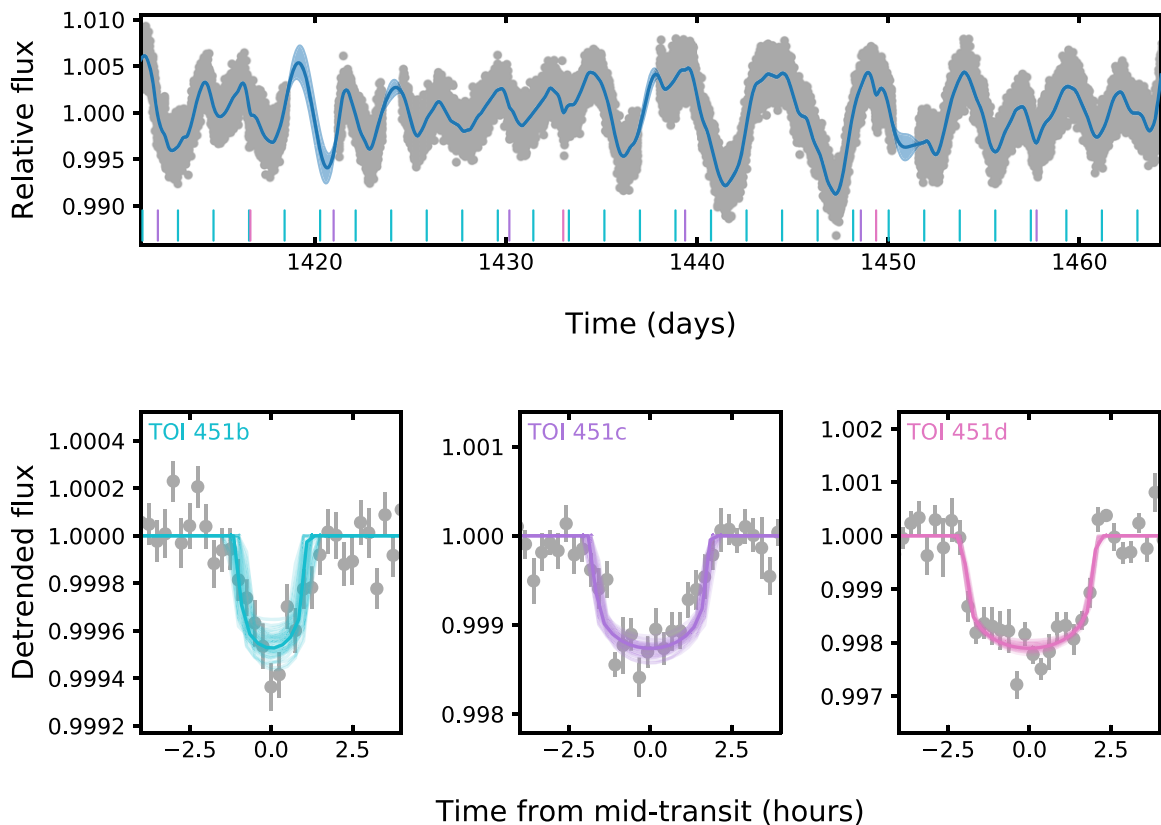 1.010
1.005
1.000
0.995
0.990
Relative flux
1420 1430 1440 1450 1460
Time (days)
TOI 451b
1.0004
1.0002
1.0000
0.9998
0.9996
0.9994
0.9992
Detrended flux
−2.5 0.0 2.5
TOI 451c
1.001
1.000
0.999
0.998
−2.5 0.0 2.5
TOI 451d
1.002
1.001
1.000
0.999
0.998
0.997
−2.5 0.0 2.5
Time from mid-transit (hours)